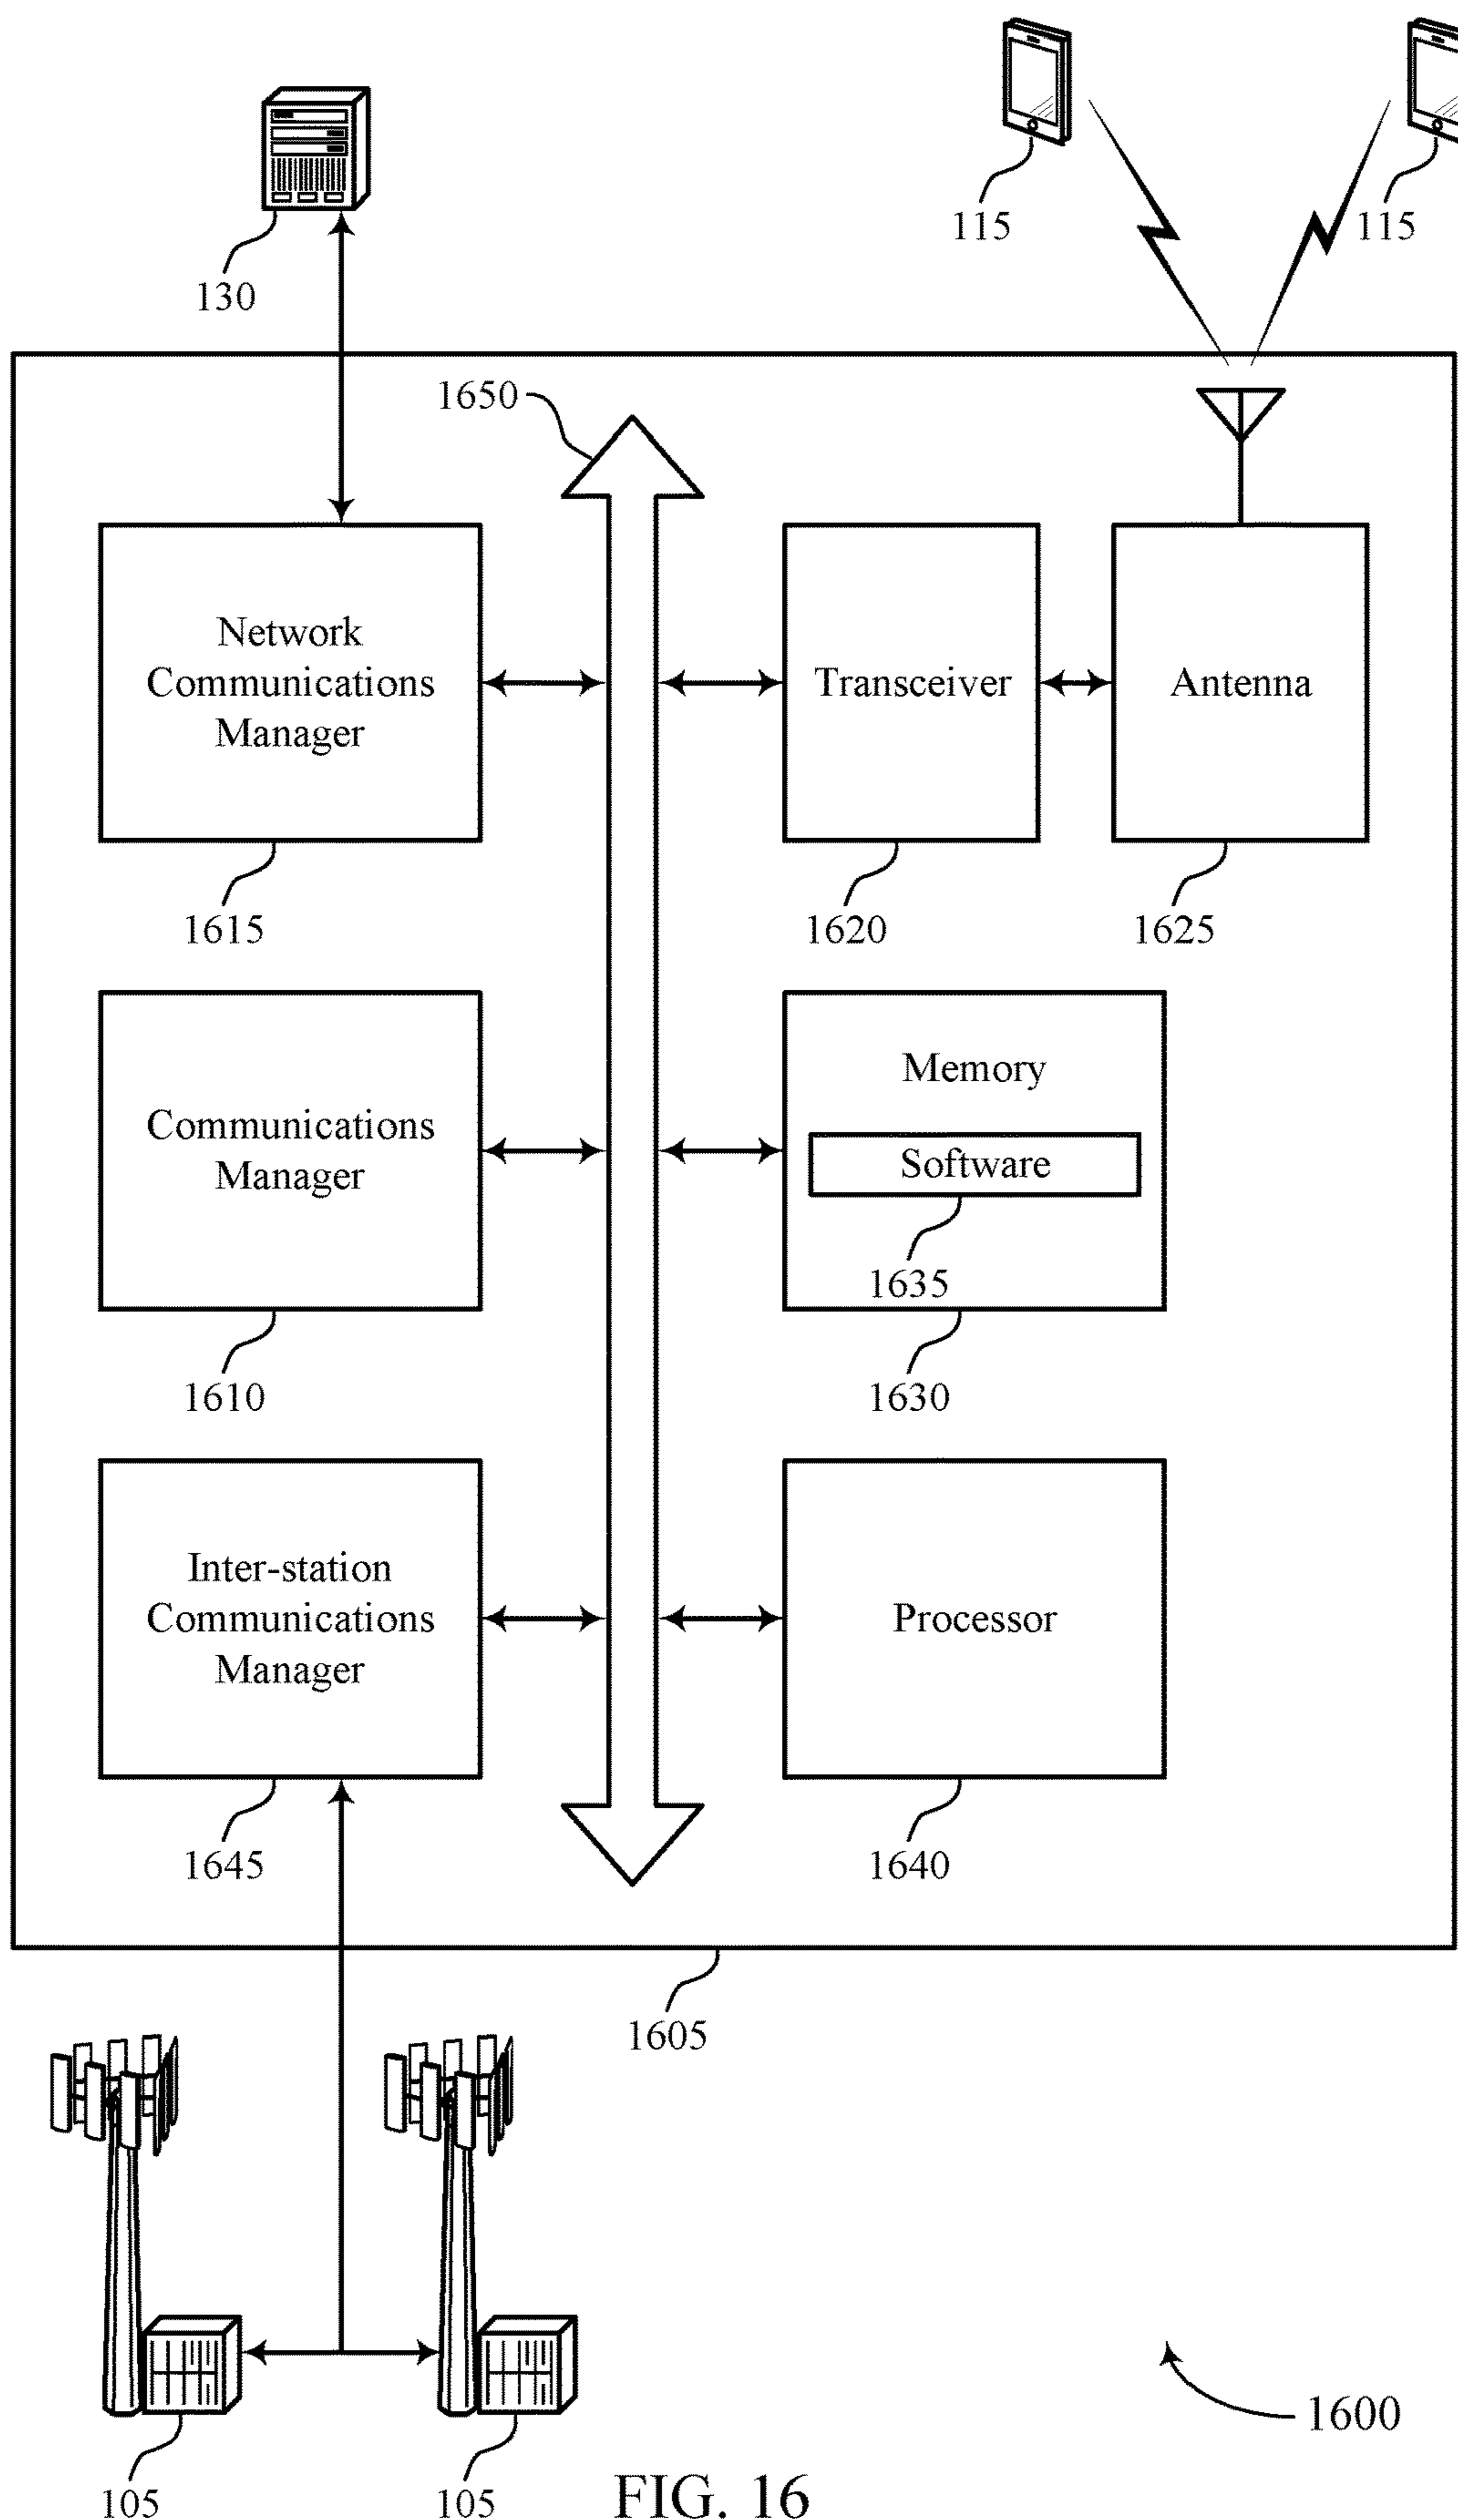 115
115
130
1650
Network
Communications
Manager
Transceiver
Antenna
1615
1620
1625
Communications
Manager
Memory
Software
1635
1610
1630
Inter-station
Communications
Manager
Processor
1645
1640
1605
1600
105
105
FIG. 16